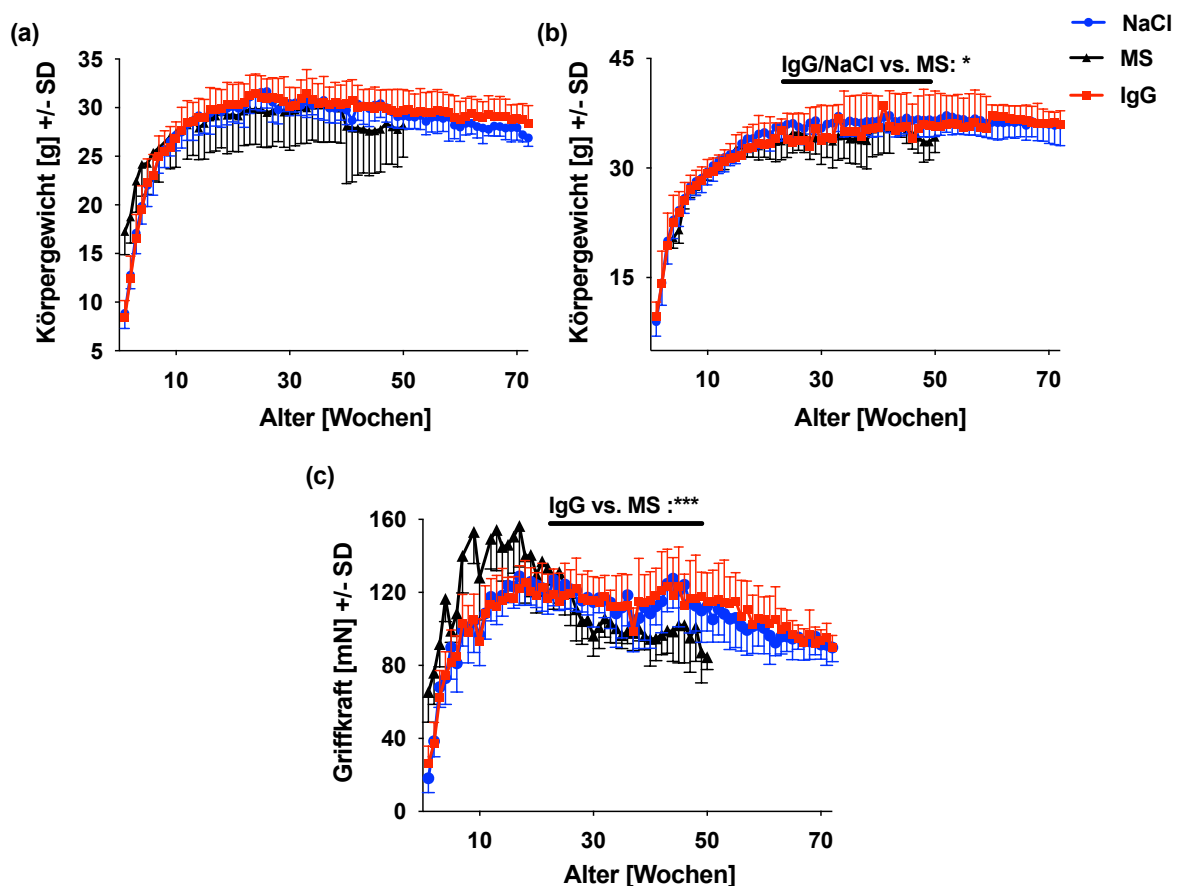 NaCl
MS
IgG
(a)
Körpergewicht [g] +/- SD
35
30
25
20
15
10
5
10
30
50
70
Alter [Wochen]
(b)
IgG/NaCl vs. MS: *
Körpergewicht [g] +/- SD
45
30
15
10
30
50
70
Alter [Wochen]
(c)
IgG vs. MS :***
Griffkraft [mN] +/- SD
160
120
80
40
0
10
30
50
70
Alter [Wochen]